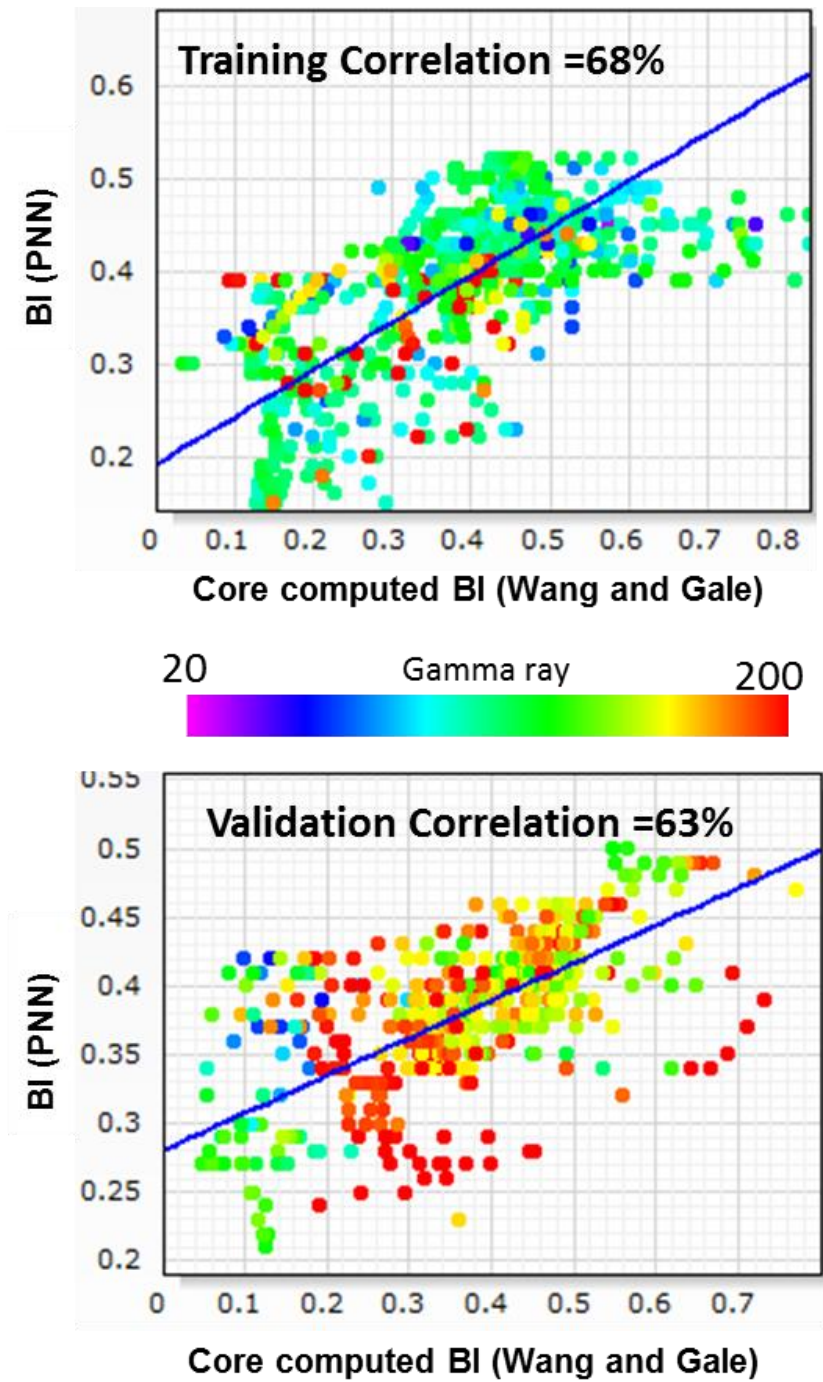 Training Correlation =68%
BI (PNN)
0.6
0.5
0.4
0.3
0.2
0 0.1 0.2 0.3 0.4 0.5 0.6 0.7 0.8
Core computed BI (Wang and Gale)
20 Gamma ray 200
Validation Correlation =63%
BI (PNN)
0.55
0.5
0.45
0.4
0.35
0.3
0.25
0.2
0 0.1 0.2 0.3 0.4 0.5 0.6 0.7
Core computed BI (Wang and Gale)